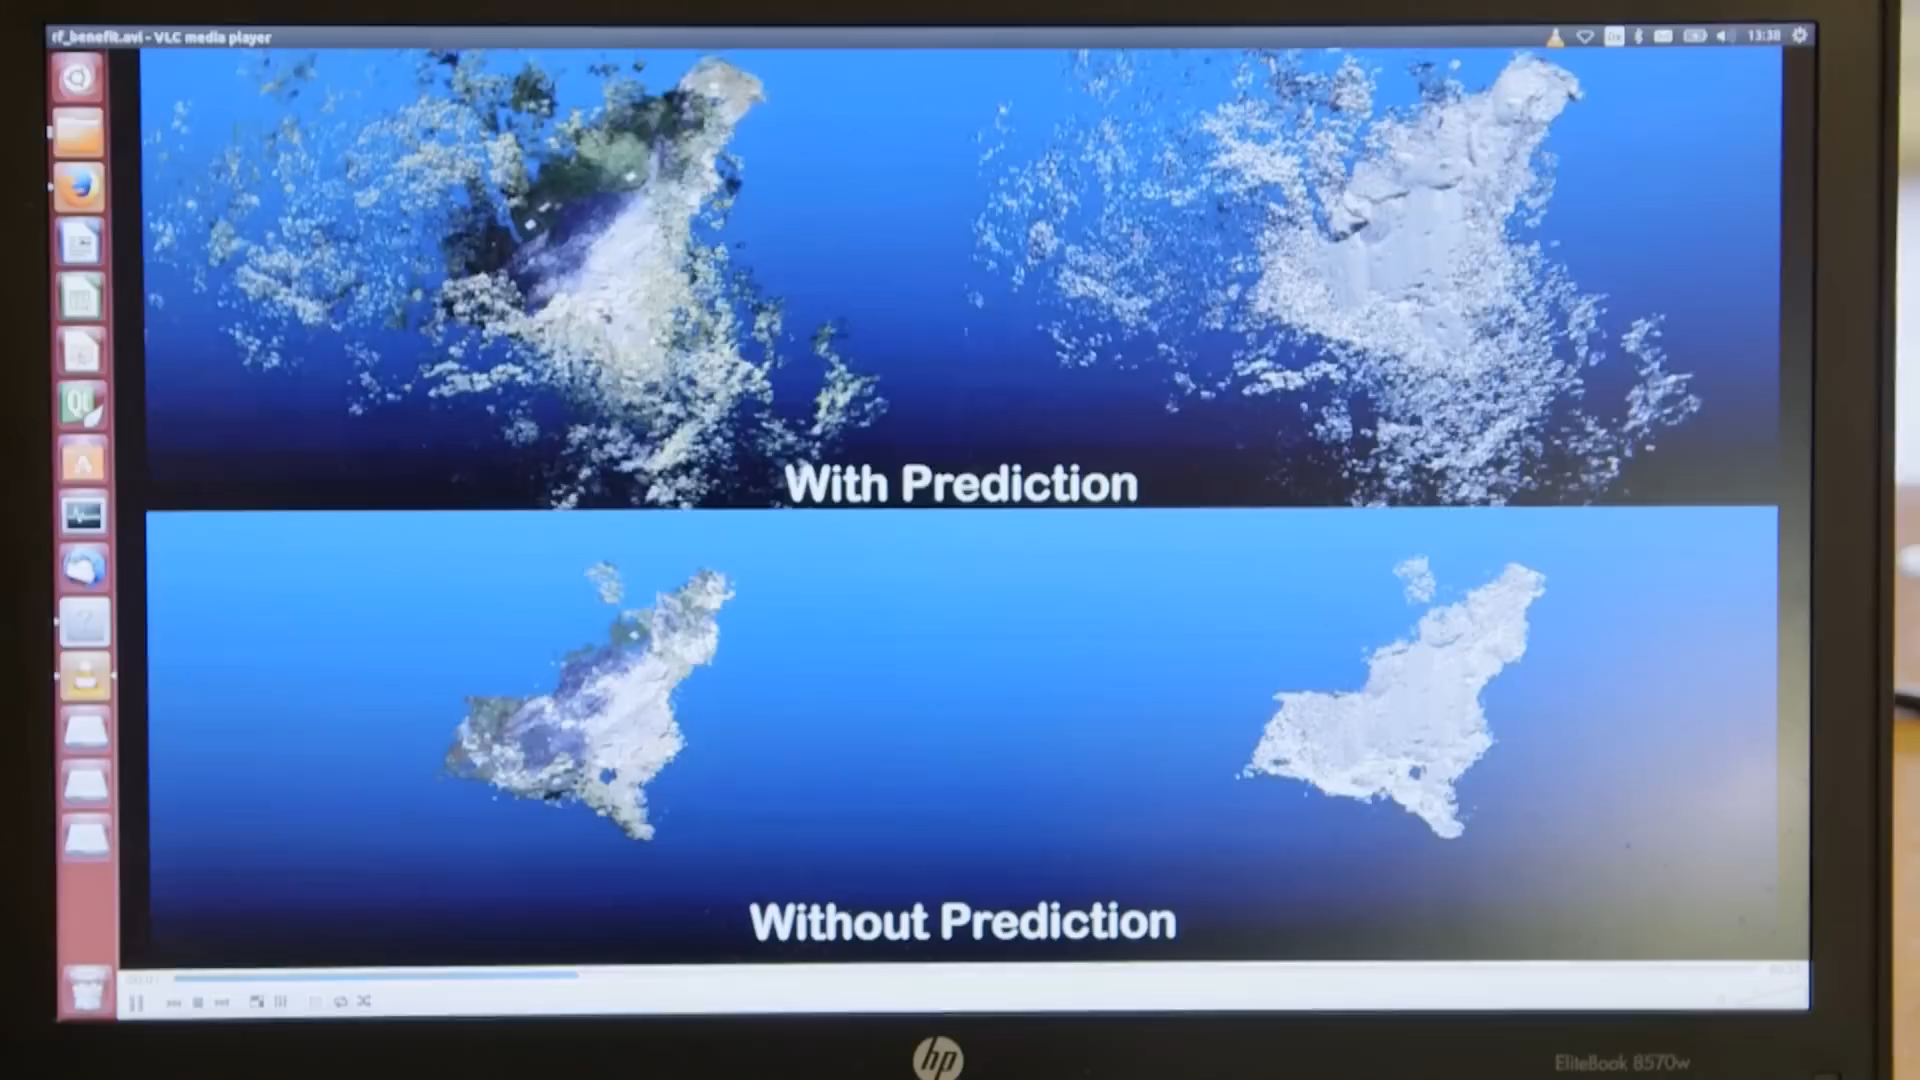 rf_benefit.avi - VLC media player
13:38
With Prediction
Without Prediction
hp
EliteBook 8570w